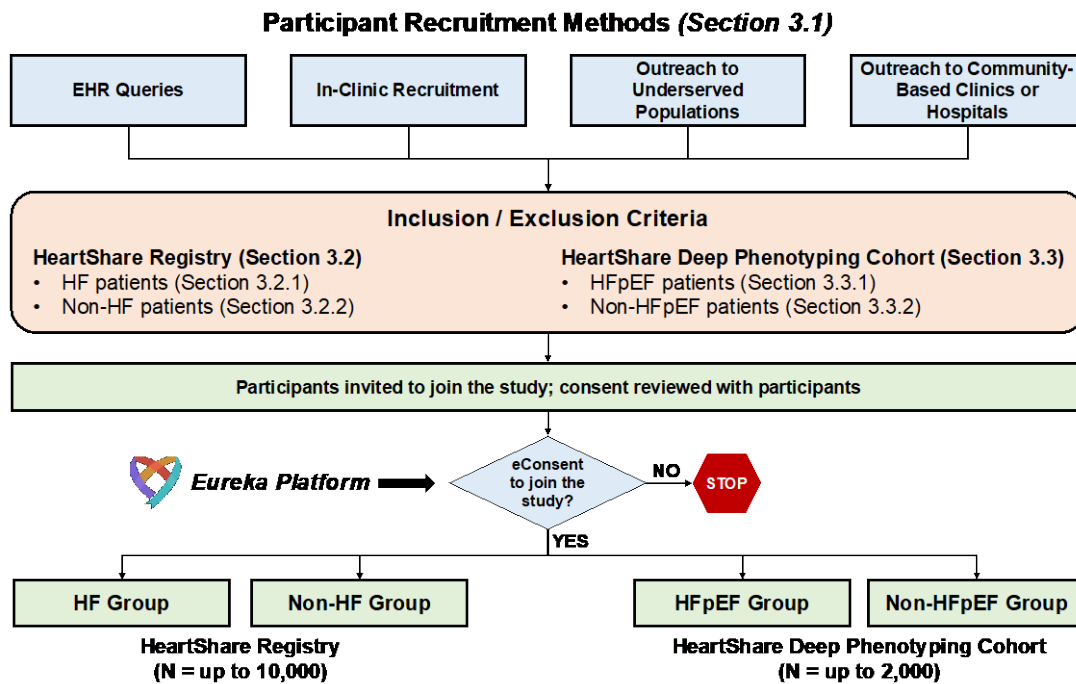 Participant Recruitment Methods (Section 3.1)
EHR Queries
In-Clinic Recruitment
Outreach to
Underserved
Populations
Outreach to Community-
Based Clinics or
Hospitals
Inclusion / Exclusion Criteria
HeartShare Registry (Section 3.2)
• HF patients (Section 3.2.1)
• Non-HF patients (Section 3.2.2)
HeartShare Deep Phenotyping Cohort (Section 3.3)
• HFpEF patients (Section 3.3.1)
• Non-HFpEF patients (Section 3.3.2)
Participants invited to join the study; consent reviewed with participants
Eureka Platform
eConsent
to join the
study?
NO
STOP
YES
HF Group
Non-HF Group
HFpEF Group
Non-HFpEF Group
HeartShare Registry
(N = up to 10,000)
HeartShare Deep Phenotyping Cohort
(N = up to 2,000)